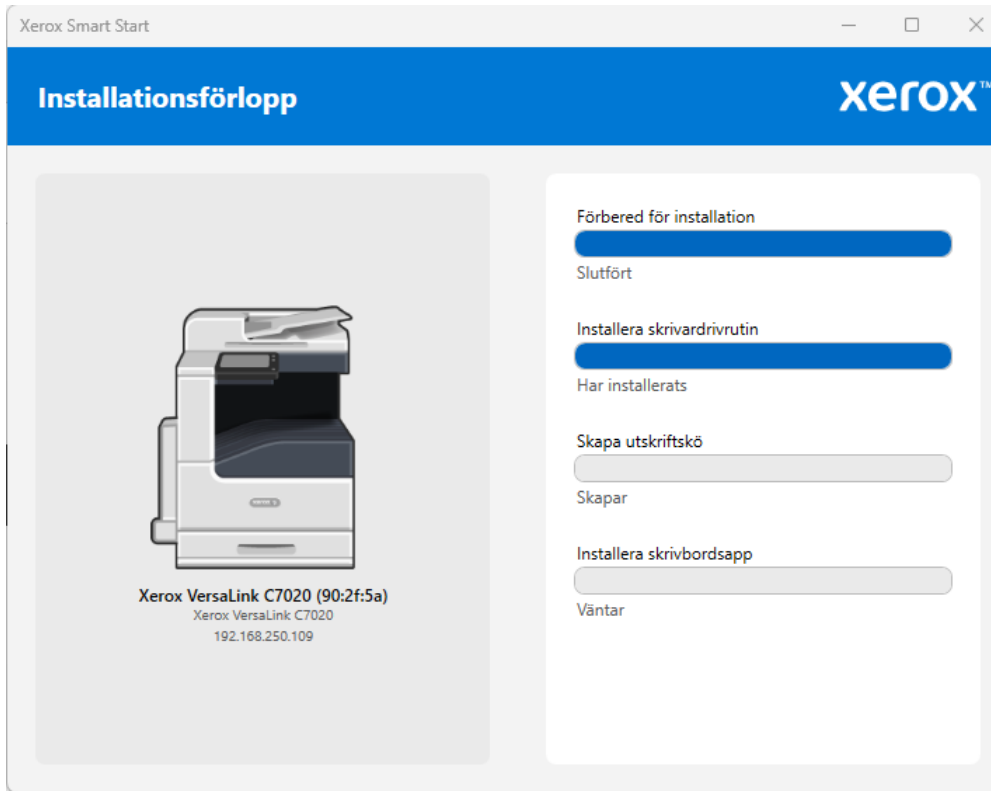 Xerox Smart Start
Installationsförlopp
xerox™
Förbered för installation
Slutfört
Installera skrivardrivrutin
Har installerats
Skapa utskriftskö
Skapar
Installera skrivbordsapp
Väntar
Xerox VersaLink C7020 (90:2f:5a)
Xerox VersaLink C7020
192.168.250.109